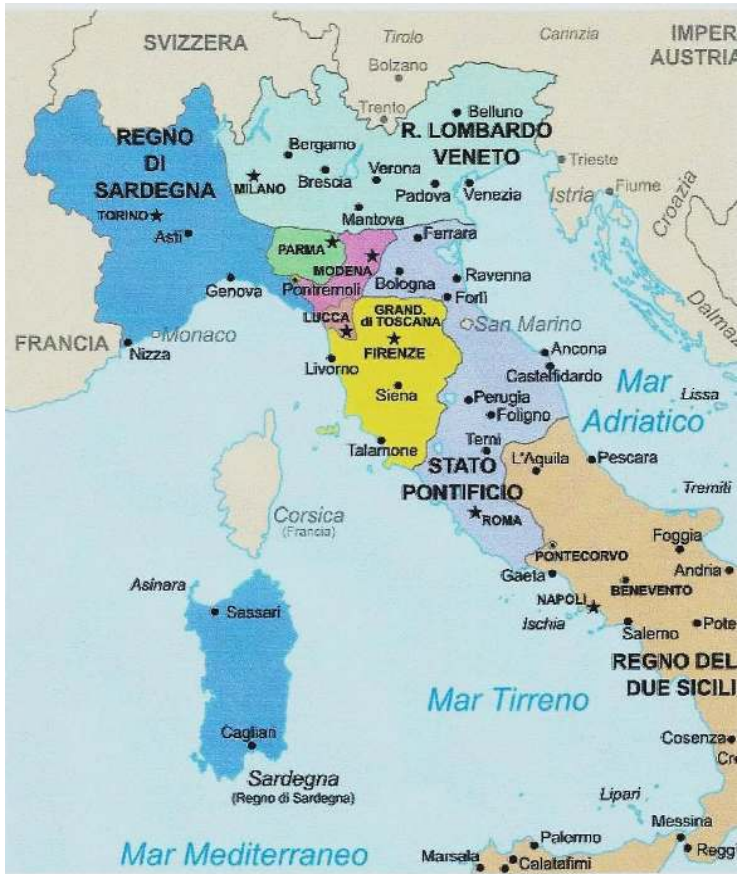 SVIZZERA
Tirolo
Bolzano
Trento
Carinzia
IMPER
AUSTRIA
REGNO
DI
SARDEGNA
TORINO
Asti
Genova
Bergamo
MILANO
Brescia
Verona
Mantova
Padova
Belluno
R. LOMBARDO
VENETO
Venezia
Trieste
Istria
Fiume
Croazia
Dalmaz
PARMA
MODENA
Pontremoli
Ferrara
Bologna
Ravenna
Forlì
LUCCA
GRAND.
di TOSCANA
FIRENZE
San Marino
FRANCIA
Monaco
Nizza
Livorno
Siena
Talamone
Ancona
Castelfidardo
Perugia
Foligno
Terni
Mar
Adriatico
Lissa
STATO
PONTIFICIO
ROMA
L'Aquila
Pescara
Tremiti
Corsica
(Francia)
PONTECORVO
Gaeta
NAPOLI
Ischia
BENEVENTO
Foggia
Andria
Salerno
Pote
REGNO DEL
DUE SICILI
Asinara
Sassari
Cagliari
Sardegna
(Regno di Sardegna)
Mar Tirreno
Cosenza
Cr
Lipari
Messina
Reggi
Palermo
Marsala
Calatafimi
Mar Mediterraneo